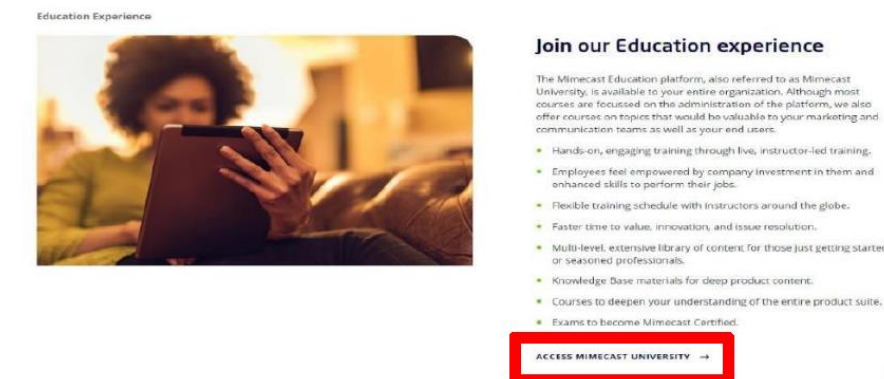 Education Experience
Join our Education experience
The Mimecast Education platform, also referred to as Mimecast
University, is available to your entire organization. Although most
courses are focussed on the administration of the platform, we also
offer courses on topics that would be valuable to your marketing and
communication teams as well as your end users.
• Hands-on, engaging training through live, instructor-led training.
• Employees feel empowered by company investment in them and
enhanced skills to perform their jobs.
• Flexible training schedule with instructors around the globe.
• Faster time to value, innovation, and issue resolution.
• Multi-level, extensive library of content for those just getting started
or seasoned professionals.
• Knowledge Base materials for deep product content.
• Courses to deepen your understanding of the entire product suite.
• Exams to become Mimecast Certified.
ACCESS MIMECAST UNIVERSITY →